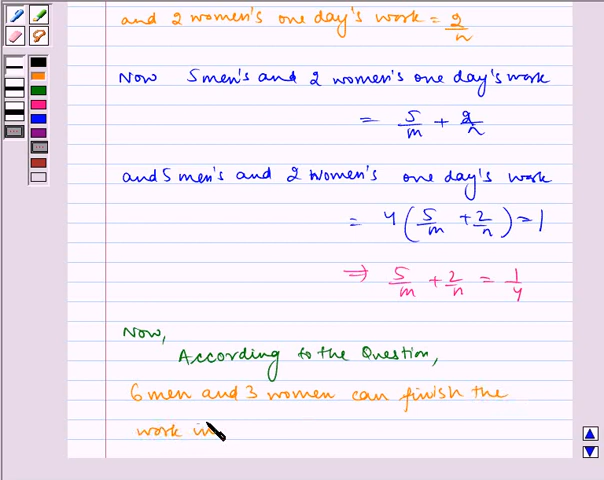 and 2 women's one day's work = 2/n
Now 5 men's and 2 women's one day's work
= 5/m + 2/n
and 5 men's and 2 women's one day's work
= 4(5/m + 2/n) = 1
⇒ 5/m + 2/n = 1/4
Now,
According to the Question,
6 men and 3 women can finish the
work in